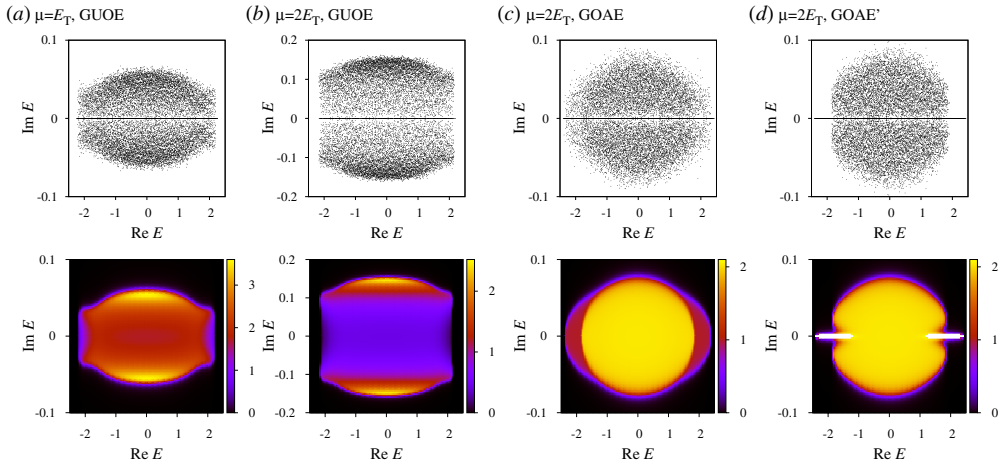 (a) μ=E_T, GUOE (b) μ=2E_T, GUOE (c) μ=2E_T, GOAE (d) μ=2E_T, GOAE'
0.1 0.2 0.1 0.1
Im E 0 Im E 0.1 0 -0.1 Im E 0 Im E 0
-0.1 -0.2 -0.1 -0.1
-2 -1 0 1 2 -2 -1 0 1 2 -2 -1 0 1 2 -2 -1 0 1 2
Re E Re E Re E Re E
0.1 0.2 0.1 0.1
Im E 0 Im E 0.1 0 -0.1 Im E 0 Im E 0
-0.1 -0.2 -0.1 -0.1
3 2 1 0 2 1 0 2 1 0 2 1 0
-2 -1 0 1 2 -2 -1 0 1 2 -2 -1 0 1 2 -2 -1 0 1 2
Re E Re E Re E Re E